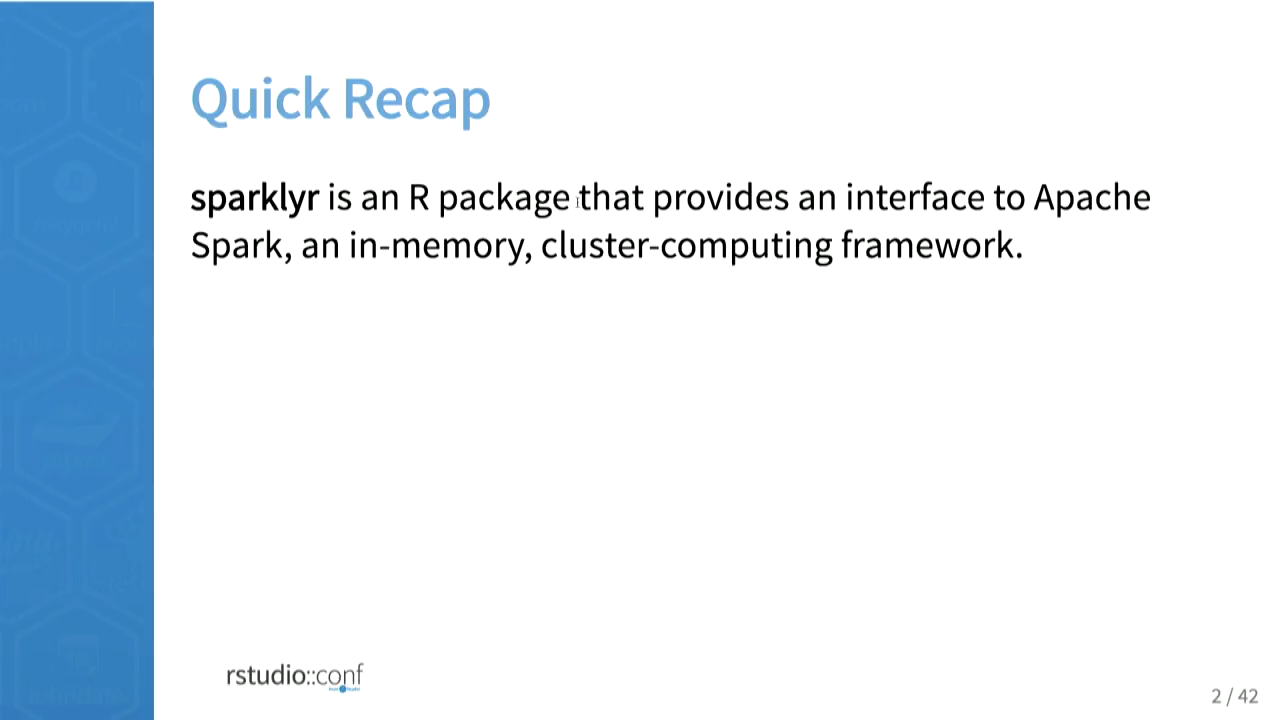 Quick Recap
sparklyr is an R package that provides an interface to Apache
Spark, an in-memory, cluster-computing framework.
rstudio::conf
2 / 42